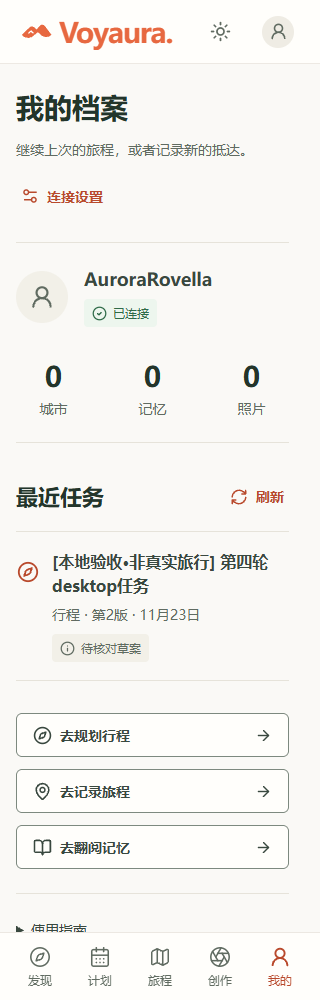 Voyaura.
我的档案
继续上次的旅程，或者记录新的抵达。
连接设置
AuroraRovella
已连接
0 0 0
城市 记忆 照片
最近任务 刷新
[本地验收•非真实旅行] 第四轮
desktop任务
行程 · 第2版 · 11月23日
待核对草案
去规划行程
去记录旅程
去翻阅记忆
使用指南
发现 计划 旅程 创作 我的